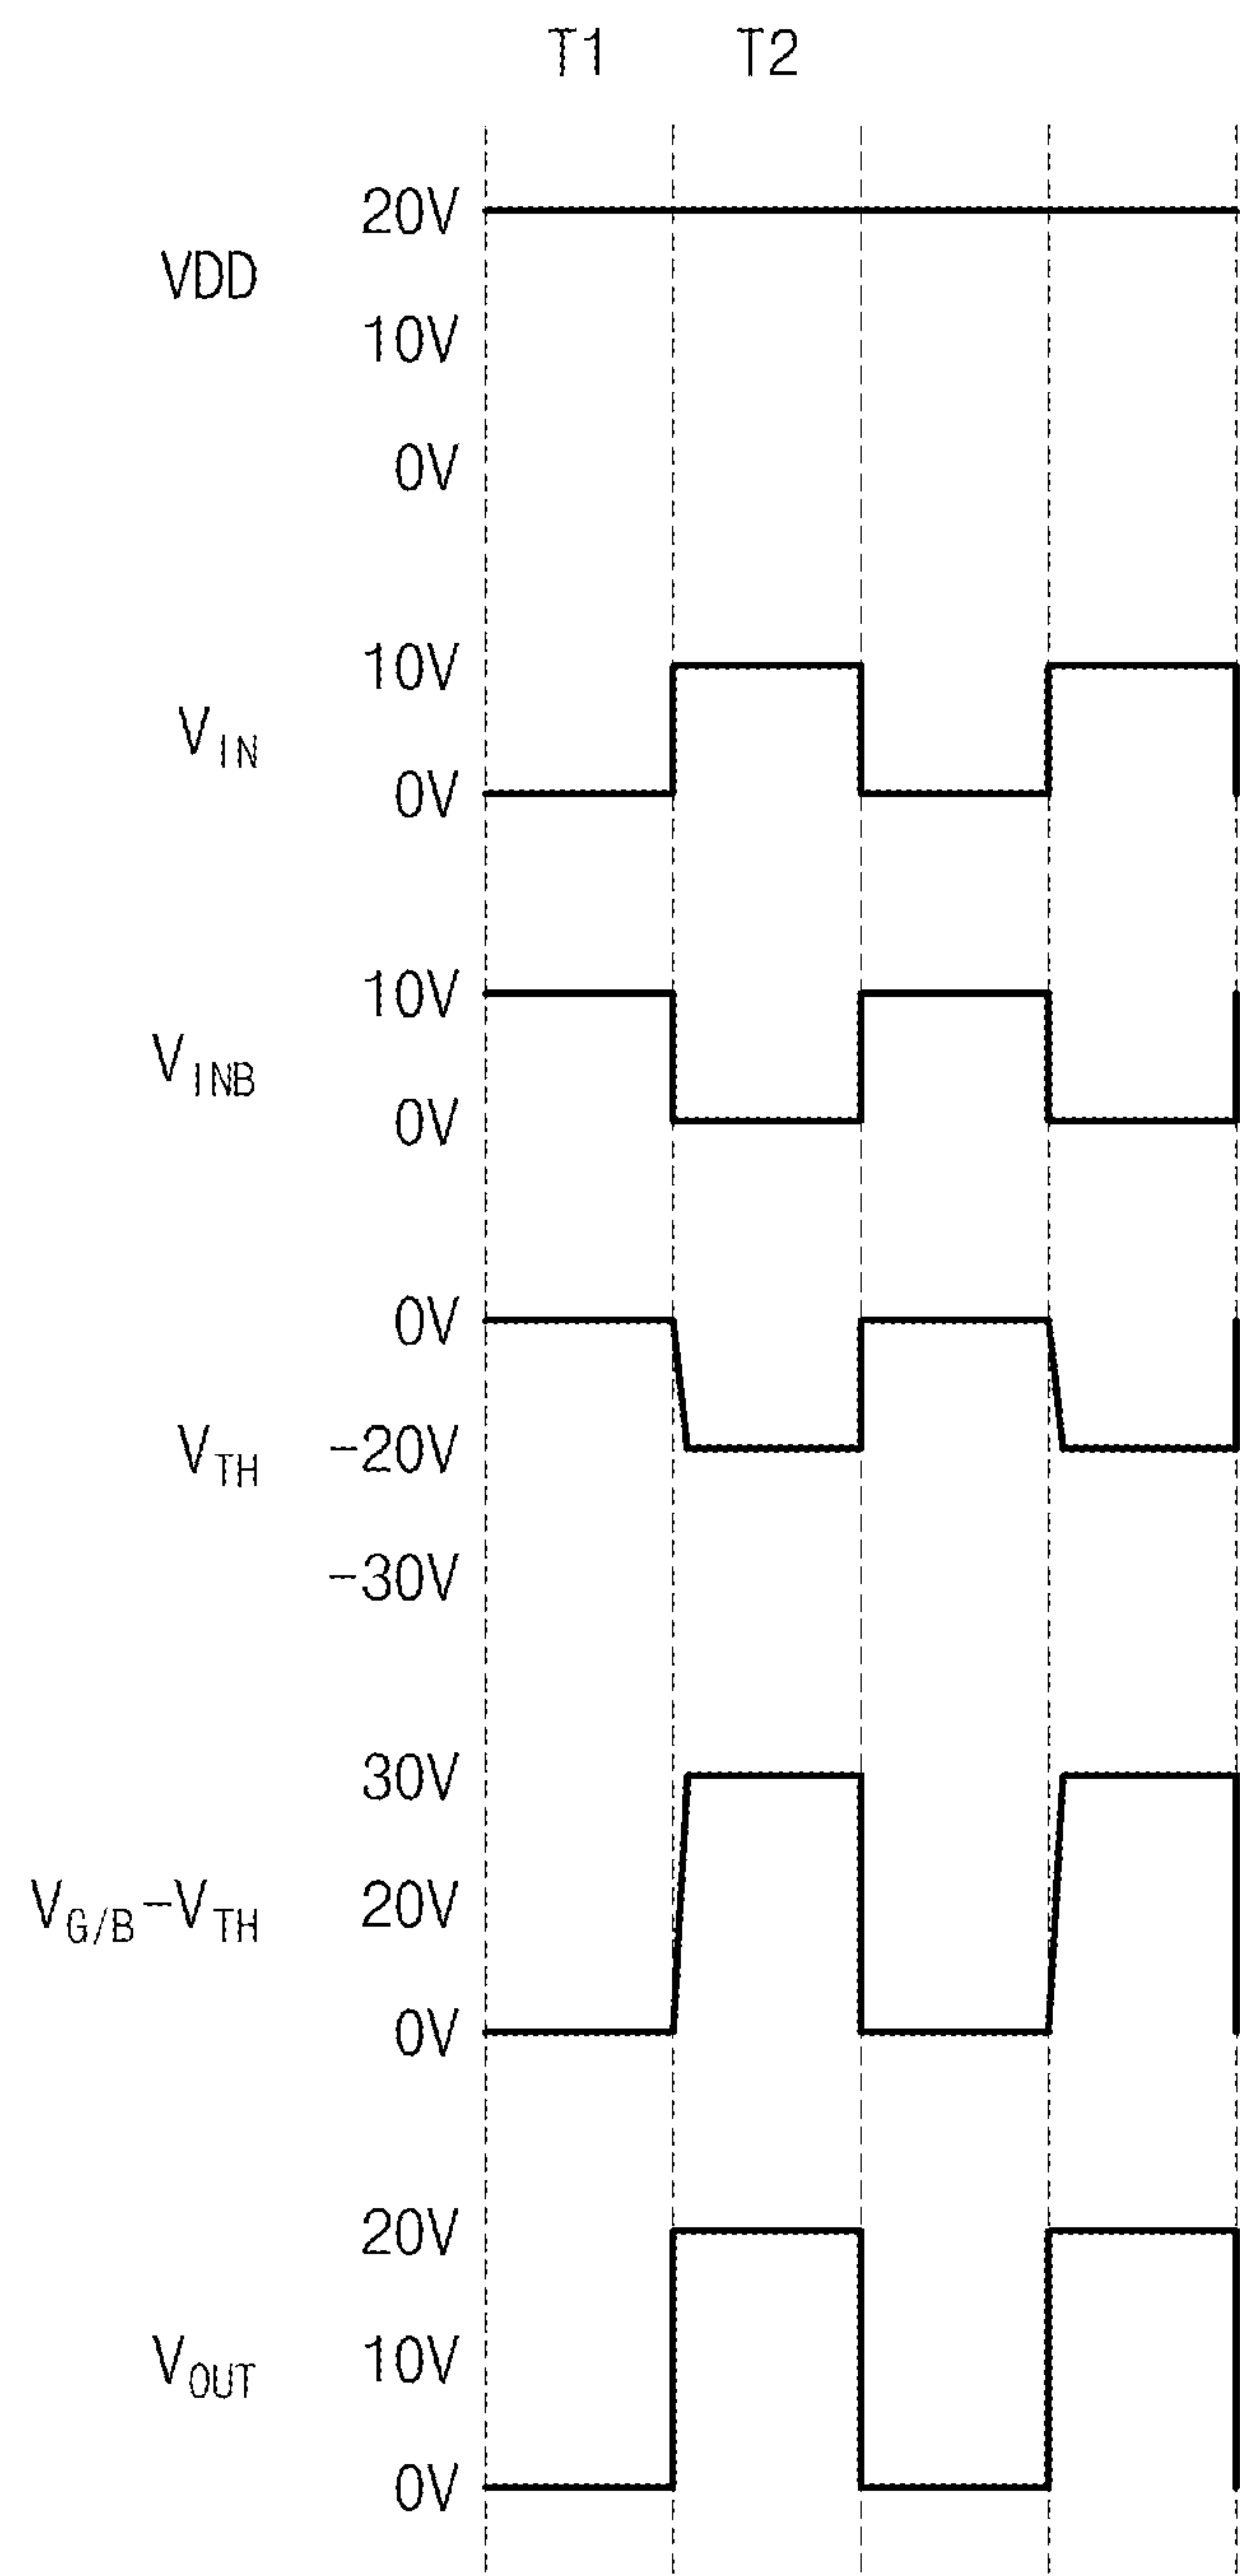 T1 T2
20V
VDD
10V
0V
10V
VIN
0V
10V
VINB
0V
0V
VTH -20V
-30V
30V
VG/B-VTH 20V
0V
20V
VOUT 10V
0V